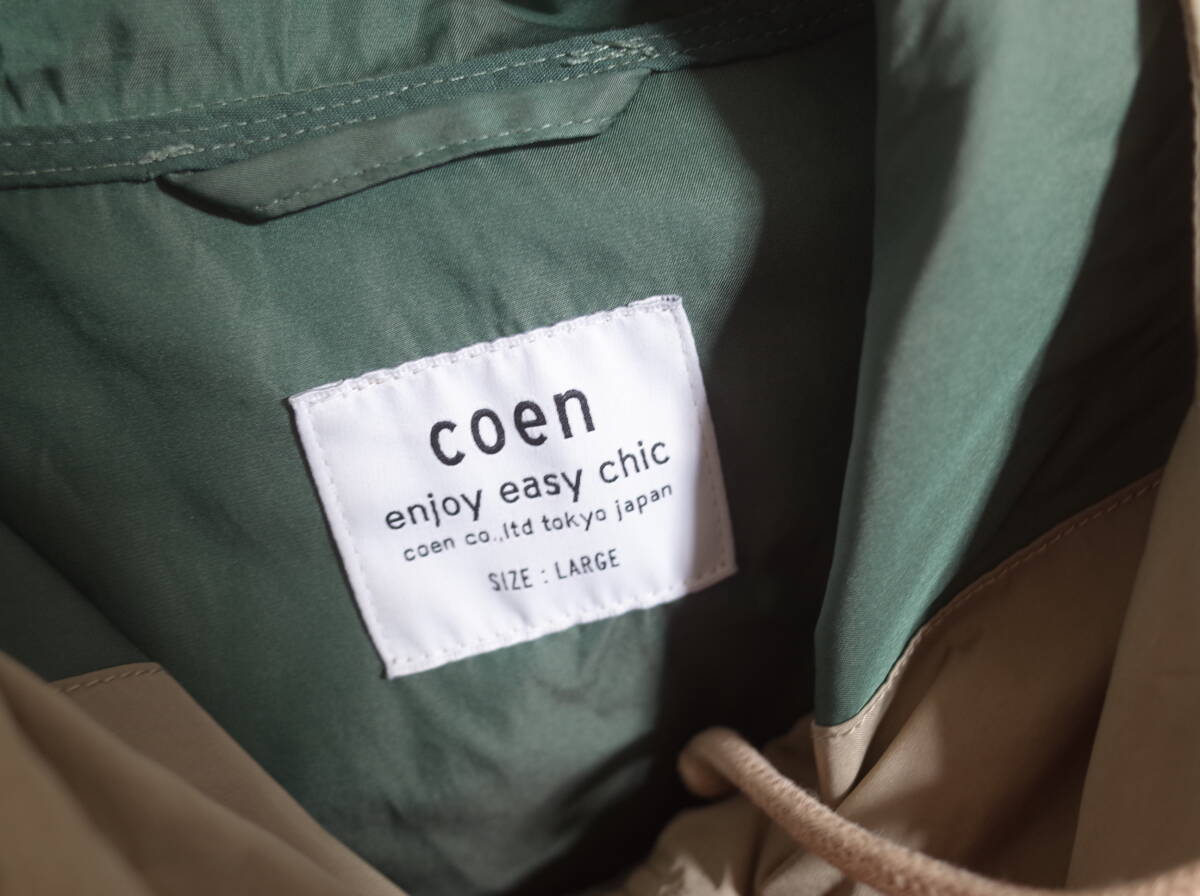 coen
enjoy easy chic
coen co.,ltd tokyo japan
SIZE : LARGE